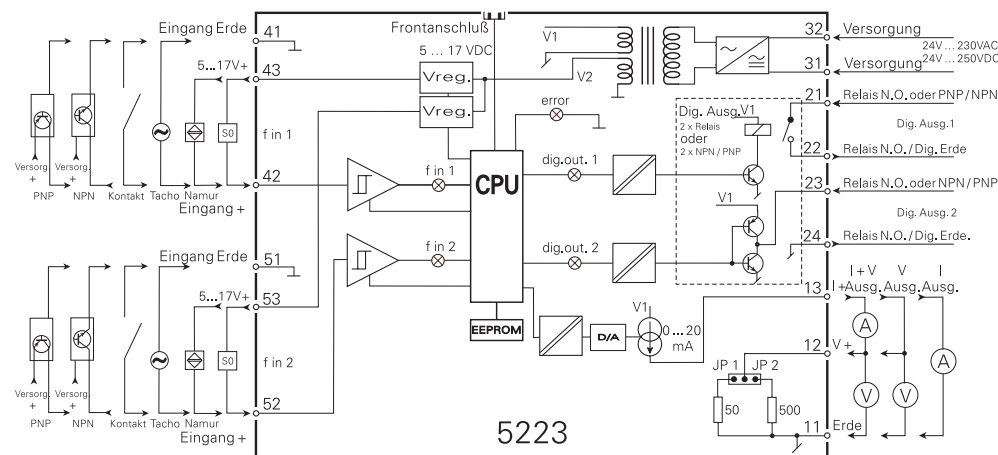 Frontanschluß
5 ... 17 VDC
Vreg.
Vreg.
V1
V2
error
Eingang Erde
41
5...17V+
43
f in 1
S0
42
Versorg.
+
Versorg.
+
PNP
NPN
Kontakt
Tacho
Namur
Eingang +
Eingang Erde
51
5...17V+
53
f in 2
S0
52
Versorg.
+
Versorg.
+
PNP
NPN
Kontakt
Tacho
Namur
Eingang +
f in 1
f in 2
CPU
EEPROM
dig.out. 1
dig.out. 2
D/A
V1
0 ... 20
mA
Dig. Ausg.
2 x Relais
oder
2 x NPN / PNP
V1
V1
32
Versorgung
24V...230VAC
24V...250VDC
31
Versorgung
21
Relais N.O. oder PNP / NPN
Dig. Ausg.1
22
Relais N.O. / Dig. Erde
23
Relais N.O. oder NPN / PNP
Dig. Ausg. 2
24
Relais N.O. / Dig. Erde.
13
I+
I + V
Ausg.
V
Ausg.
I
Ausg.
A
A
12
V +
V
V
JP 1
JP 2
50
500
11
Erde
5223